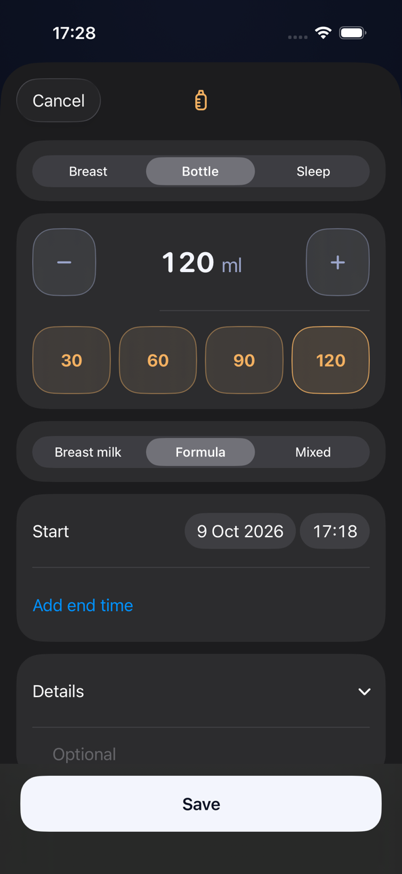 17:28
Cancel
Breast Bottle Sleep
− 120 ml +
30 60 90 120
Breast milk Formula Mixed
Start 9 Oct 2026 17:18
Add end time
Details
Optional
Save